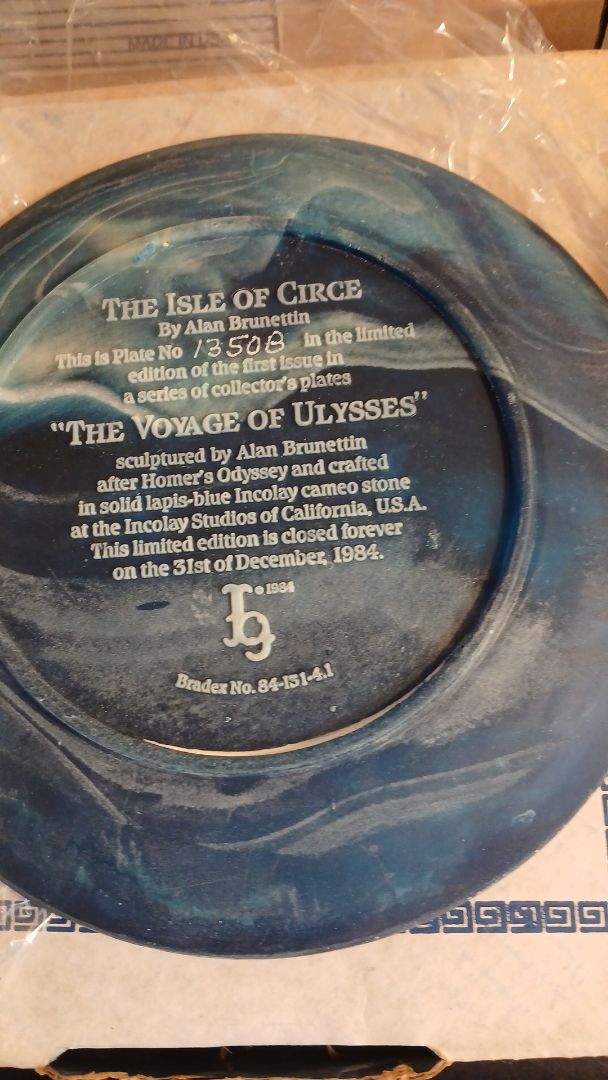 MADE IN U.S.
THE ISLE OF CIRCE
By Alan Brunettin
This is Plate No 13508 in the limited
edition of the first issue in
a series of collector's plates
"THE VOYAGE OF ULYSSES"
sculptured by Alan Brunettin
after Homer's Odyssey and crafted
in solid lapis-blue Incolay cameo stone
at the Incolay Studios of California, U.S.A.
This limited edition is closed forever
on the 31st of December, 1984.
© 1984
Bradex No. 84-131-4.1